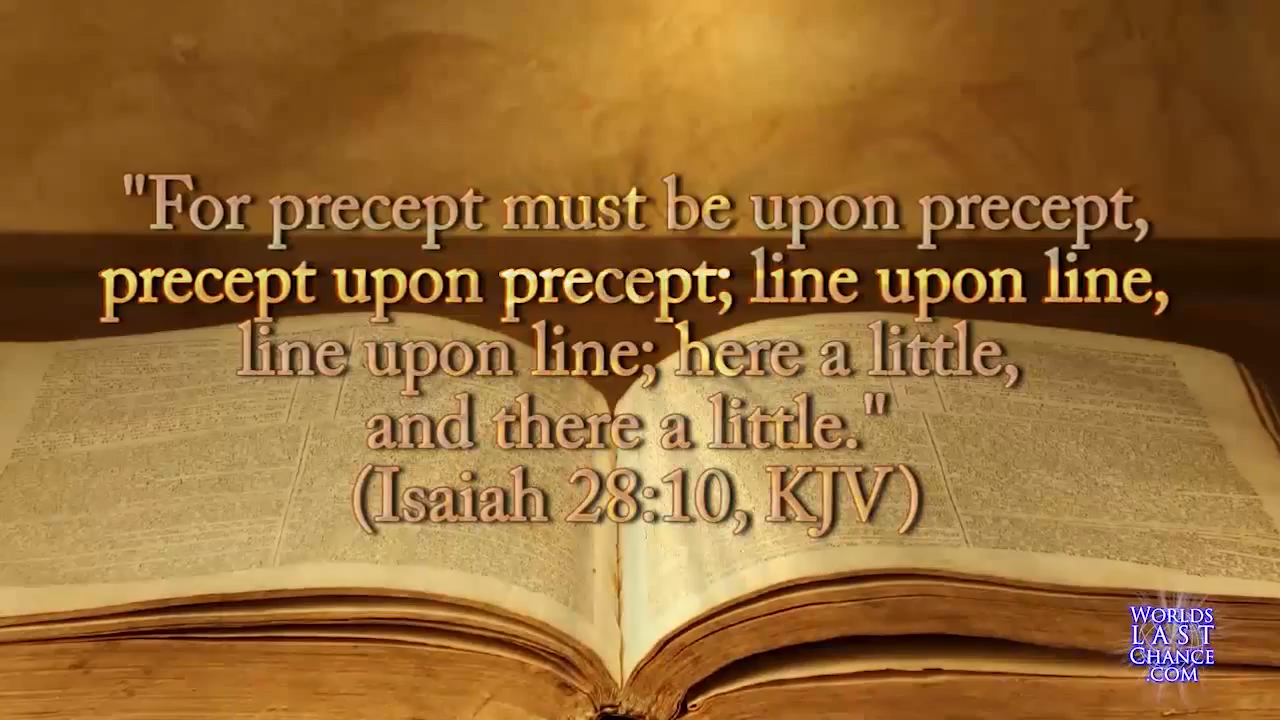 "For precept must be upon precept,
precept upon precept; line upon line,
line upon line; here a little,
and there a little."
(Isaiah 28:10, KJV)
WORLDS
LAST
CHANCE
.COM